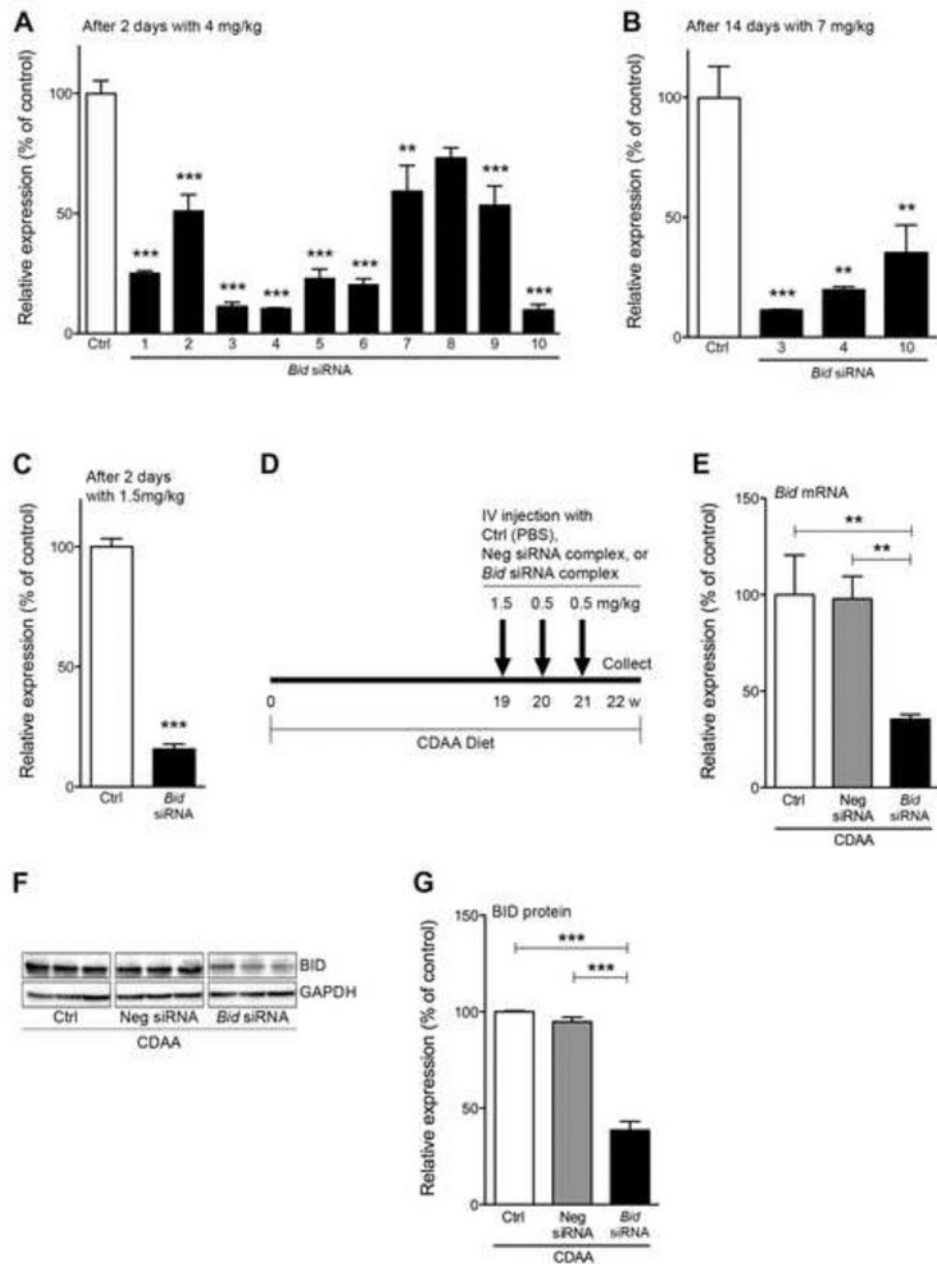 A
After 2 days with 4 mg/kg
Relative expression (% of control)
100
50
0
***
***
***
***
***
***
**
***
***
Ctrl 1 2 3 4 5 6 7 8 9 10
Bid siRNA
B
After 14 days with 7 mg/kg
Relative expression (% of control)
100
50
0
***
**
**
Ctrl 3 4 10
Bid siRNA
C
After 2 days
with 1.5mg/kg
Relative expression (% of control)
100
50
0
***
Ctrl Bid
siRNA
D
IV injection with
Ctrl (PBS),
Neg siRNA complex, or
Bid siRNA complex
1.5 0.5 0.5 mg/kg
Collect
0 19 20 21 22 w
CDAA Diet
E
Bid mRNA
Relative expression (% of control)
150
100
50
0
**
**
Ctrl Neg Bid
siRNA siRNA
CDAA
F
BID
GAPDH
Ctrl Neg siRNA Bid siRNA
CDAA
G
BID protein
Relative expression (% of control)
150
100
50
0
***
***
Ctrl Neg Bid
siRNA siRNA
CDAA